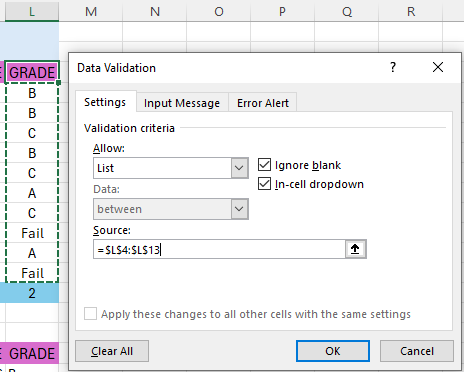 L M N O P Q R
GRADE
B
B
C
B
C
A
C
Fail
A
Fail
2
GRADE
B
Data Validation ?
Settings Input Message Error Alert
Validation criteria
Allow:
List
Ignore blank
In-cell dropdown
Data:
between
Source:
=$L$4:$L$13
Apply these changes to all other cells with the same settings
Clear All OK Cancel